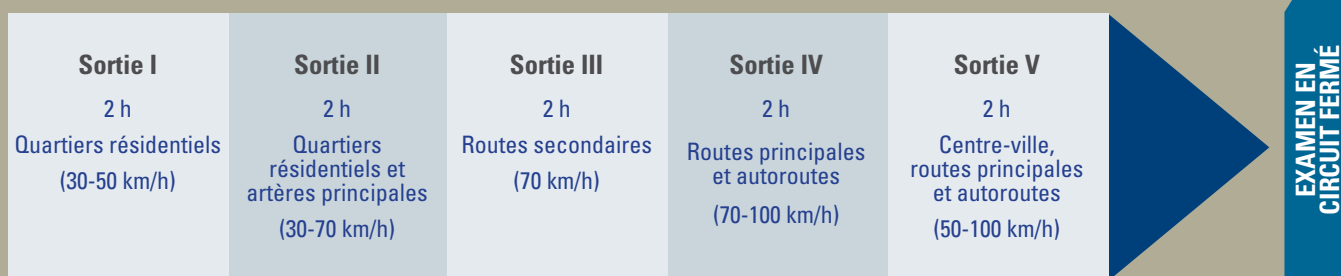 Sortie I
2 h
Quartiers résidentiels
(30-50 km/h)
Sortie II
2 h
Quartiers
résidentiels et
artères principales
(30-70 km/h)
Sortie III
2 h
Routes secondaires
(70 km/h)
Sortie IV
2 h
Routes principales
et autoroutes
(70-100 km/h)
Sortie V
2 h
Centre-ville,
routes principales
et autoroutes
(50-100 km/h)
EXAMEN EN
CIRCUIT FERMÉ